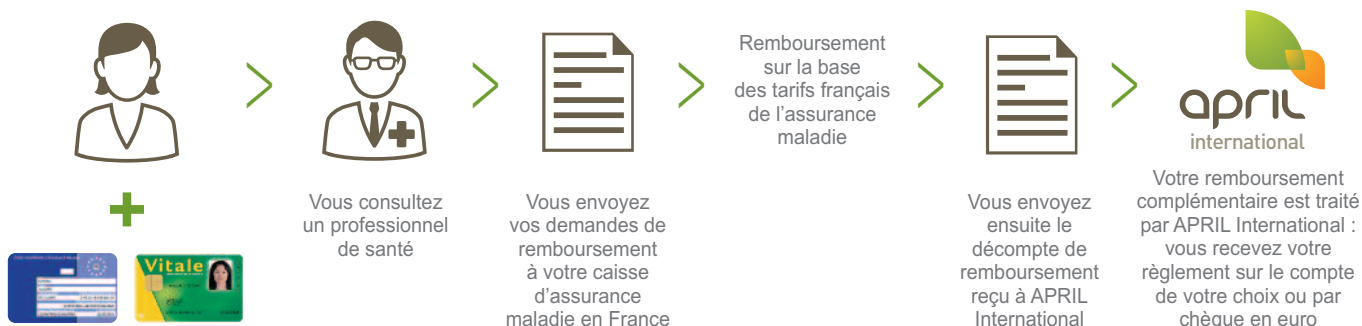 Vitale
Vous consultez
un professionnel
de santé
Vous envoyez
vos demandes de
remboursement
à votre caisse
d'assurance
maladie en France
Remboursement
sur la base
des tarifs français
de l'assurance
maladie
Vous envoyez
ensuite le
décompte de
remboursement
reçu à APRIL
International
april
international
Votre remboursement
complémentaire est traité
par APRIL International :
vous recevez votre
règlement sur le compte
de votre choix ou par
chèque en euro